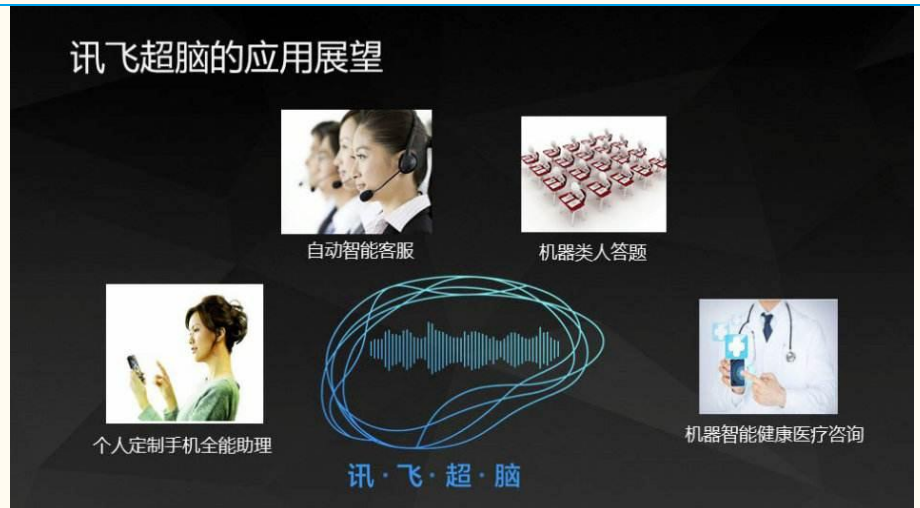 讯飞超脑的应用展望
自动智能客服
机器类人答题
个人定制手机全能助理
机器智能健康医疗咨询
讯·飞·超·脑